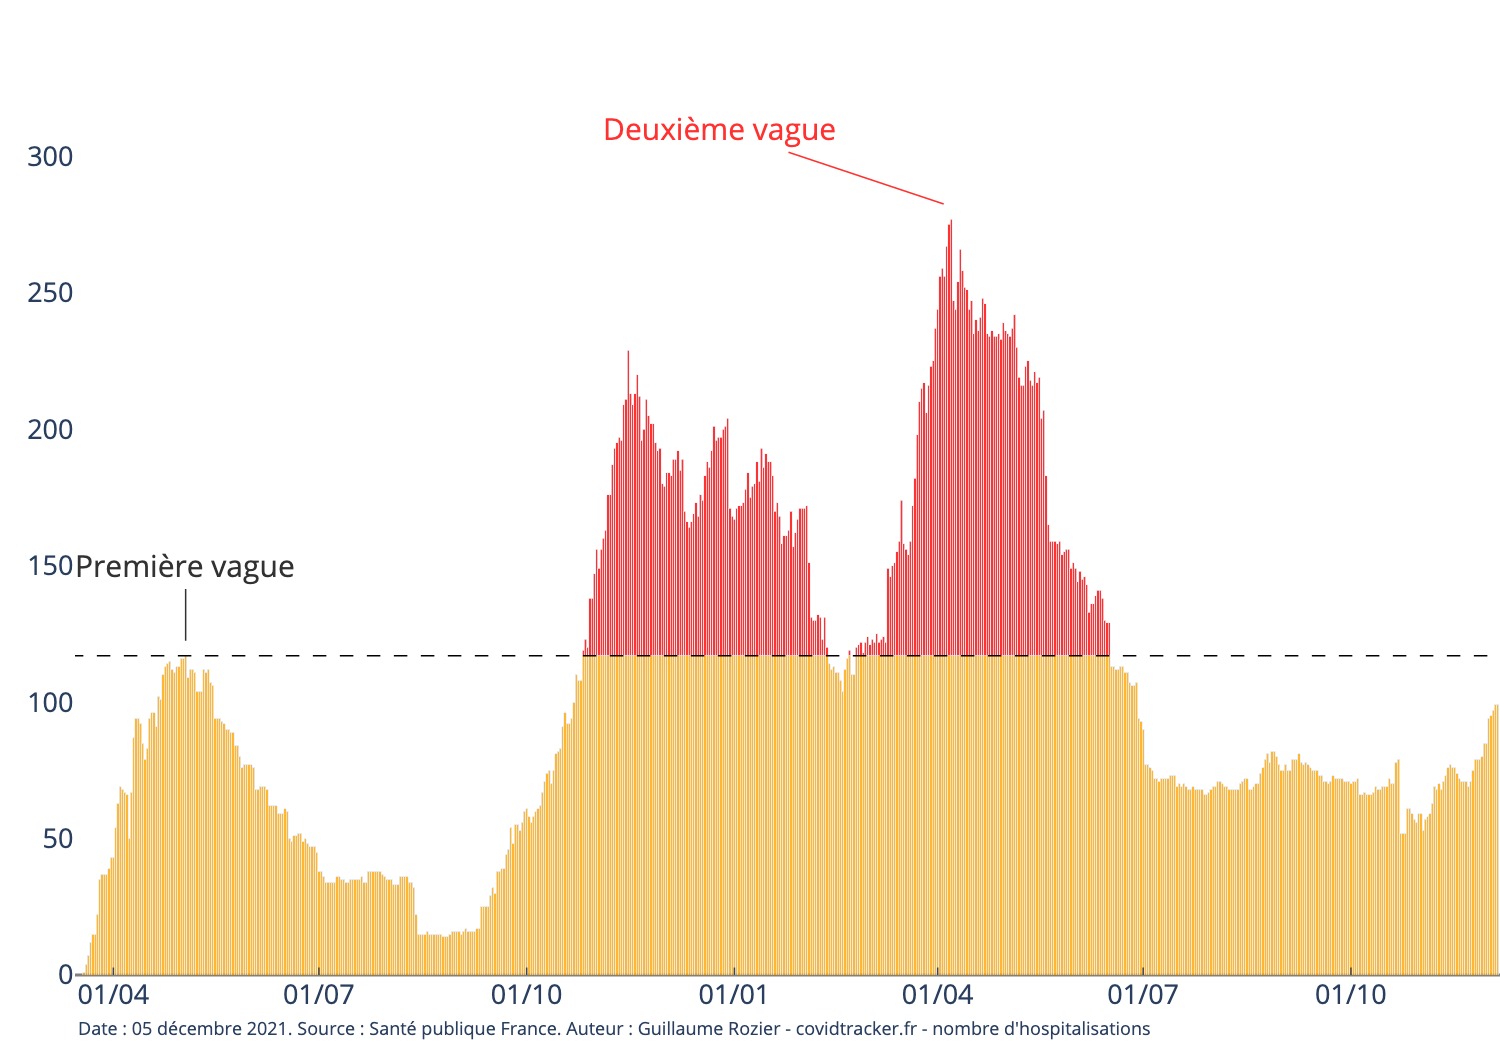 Deuxième vague
300
250
200
150
Première vague
100
50
0
01/04 01/07 01/10 01/01 01/04 01/07 01/10
Date : 05 décembre 2021. Source : Santé publique France. Auteur : Guillaume Rozier - covidtracker.fr - nombre d'hospitalisations